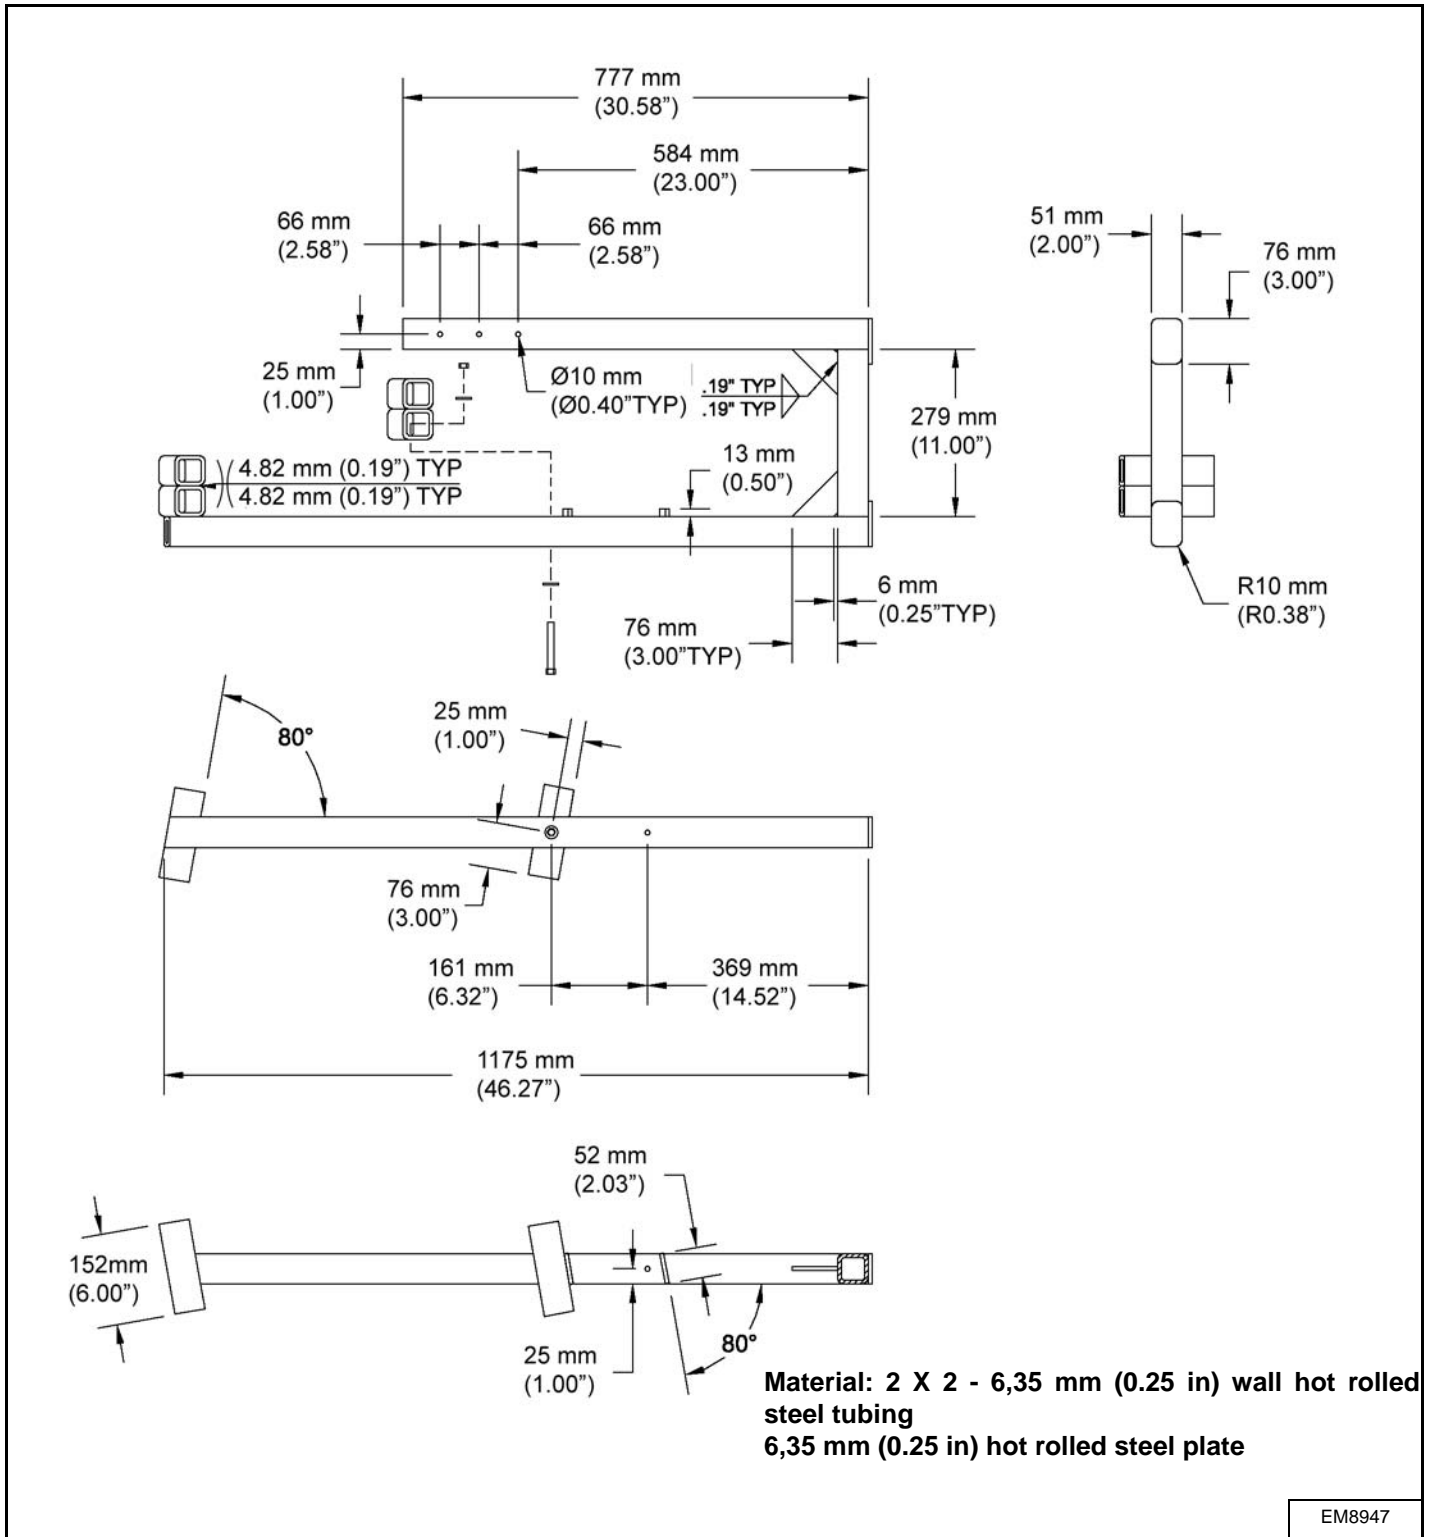 777 mm
(30.58”)
584 mm
(23.00”)
66 mm
(2.58”)
66 mm
(2.58”)
51 mm
(2.00”)
76 mm
(3.00”)
25 mm
(1.00”)
Ø10 mm
(Ø0.40”TYP)
.19" TYP
.19" TYP
279 mm
(11.00”)
13 mm
(0.50”)
4.82 mm (0.19”) TYP
4.82 mm (0.19”) TYP
6 mm
(0.25”TYP)
76 mm
(3.00”TYP)
R10 mm
(R0.38”)
80°
25 mm
(1.00”)
76 mm
(3.00”)
161 mm
(6.32”)
369 mm
(14.52”)
1175 mm
(46.27”)
52 mm
(2.03”)
152mm
(6.00”)
25 mm
(1.00”)
80°
Material: 2 X 2 - 6,35 mm (0.25 in) wall hot rolled
steel tubing
6,35 mm (0.25 in) hot rolled steel plate
EM8947